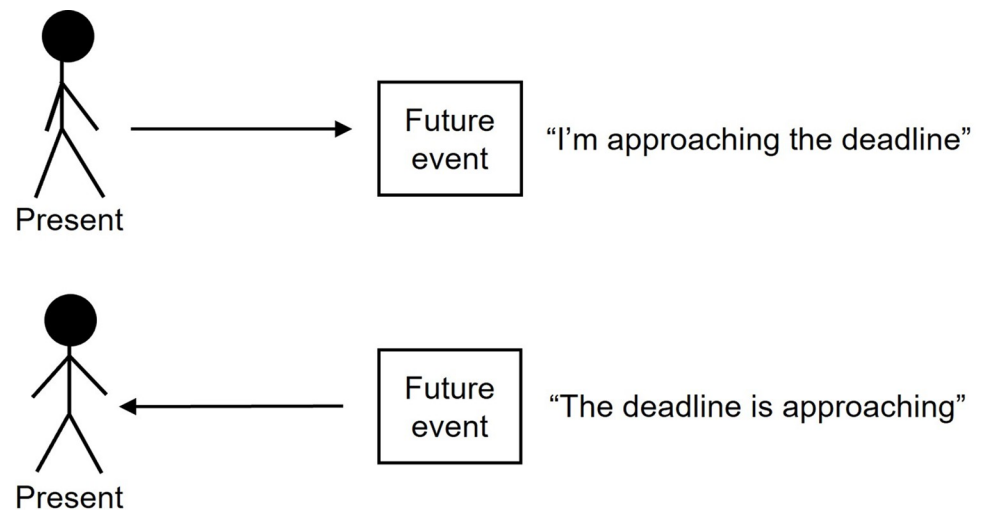 Future
event
“I’m approaching the deadline”
Present
Future
event
“The deadline is approaching”
Present